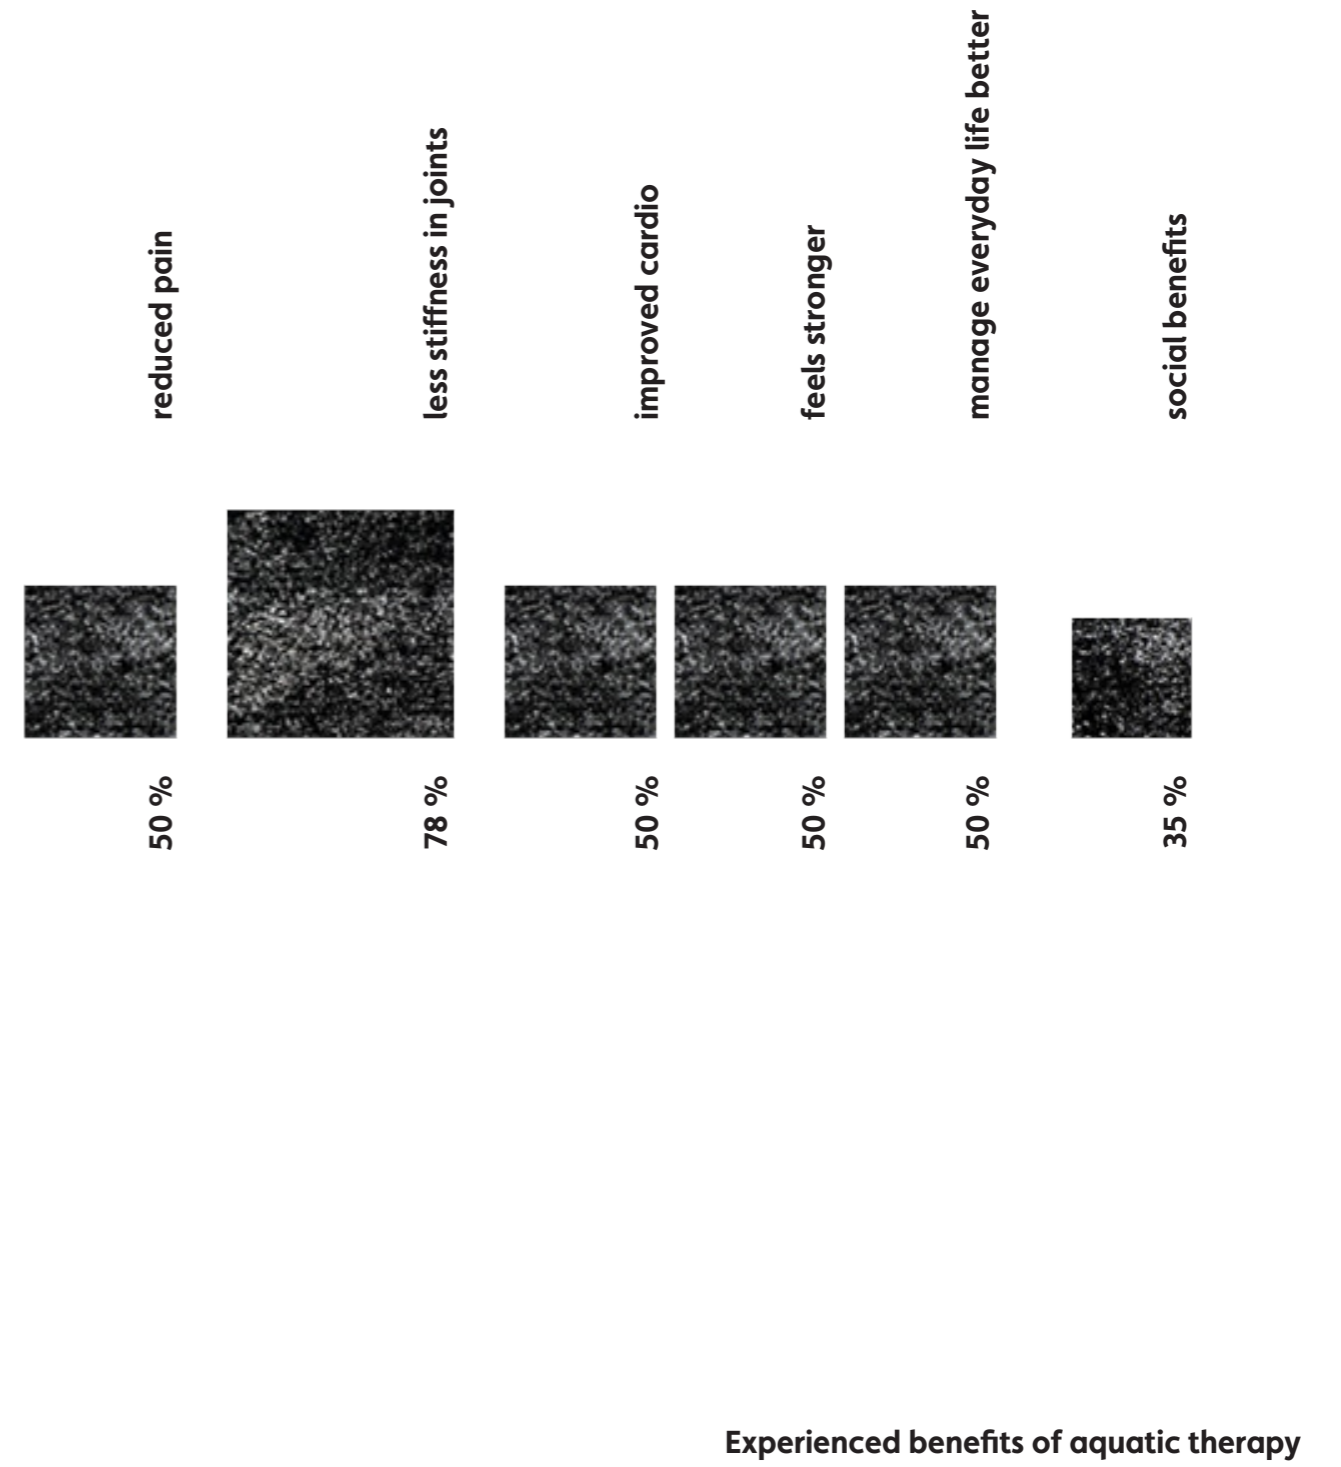 reduced pain
less stiffness in joints
improved cardio
feels stronger
manage everyday life better
social benefits
50 %
78 %
50 %
50 %
50 %
35 %
Experienced benefits of aquatic therapy